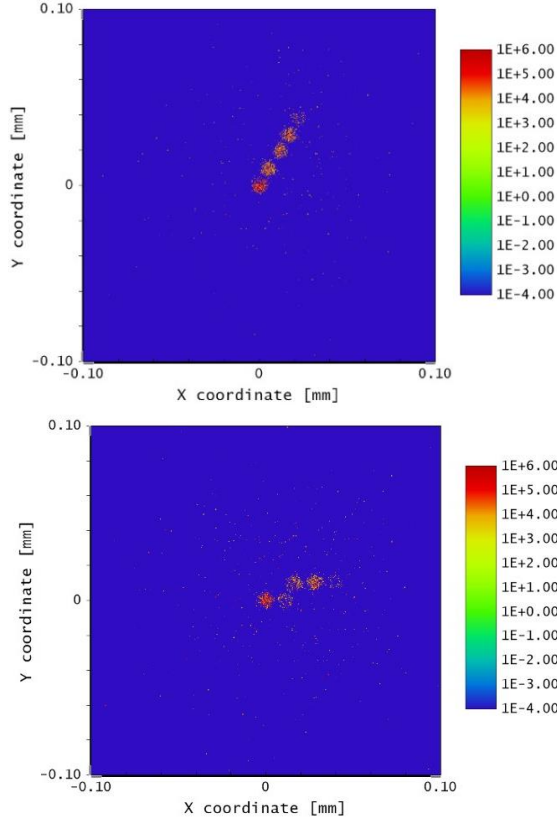 0.10
Y coordinate [mm]
0
-0.10
-0.10
0
0.10
X coordinate [mm]
1E+6.00
1E+5.00
1E+4.00
1E+3.00
1E+2.00
1E+1.00
1E+0.00
1E-1.00
1E-2.00
1E-3.00
1E-4.00
0.10
Y coordinate [mm]
0
-0.10
-0.10
0
0.10
X coordinate [mm]
1E+6.00
1E+5.00
1E+4.00
1E+3.00
1E+2.00
1E+1.00
1E+0.00
1E-1.00
1E-2.00
1E-3.00
1E-4.00